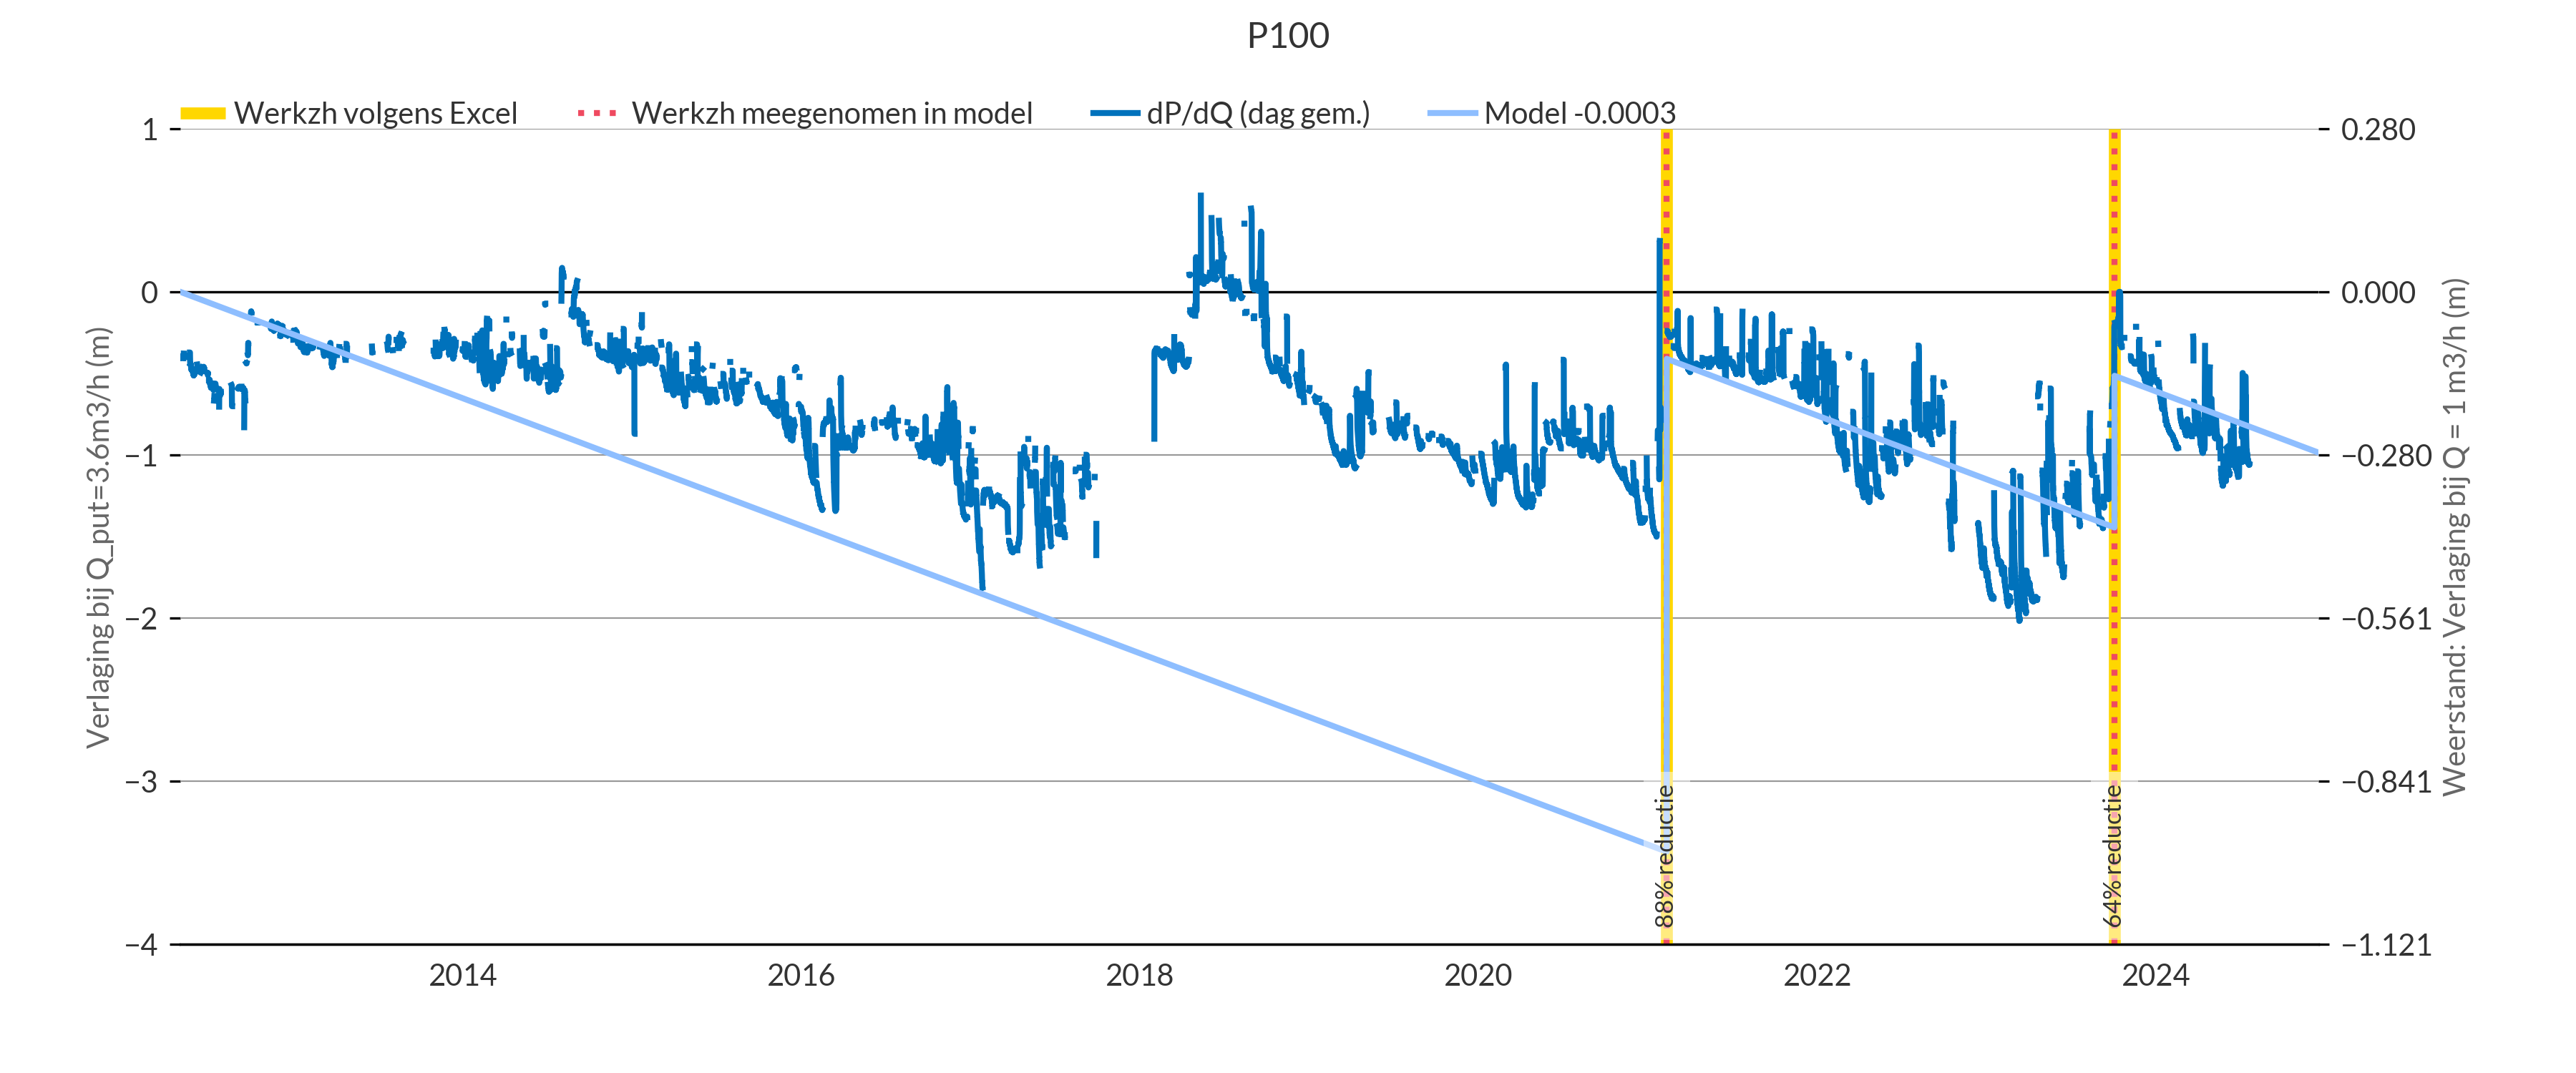 P100
Werkzh volgens Excel
Werkzh meegenomen in model
dP/dQ (dag gem.)
Model -0.0003
1
0
−1
−2
−3
−4
Verlaging bij Q_put=3.6m3/h (m)
0.280
0.000
−0.280
−0.561
−0.841
−1.121
Weerstand: Verlaging bij Q = 1 m3/h (m)
88% reductie
64% reductie
2014
2016
2018
2020
2022
2024